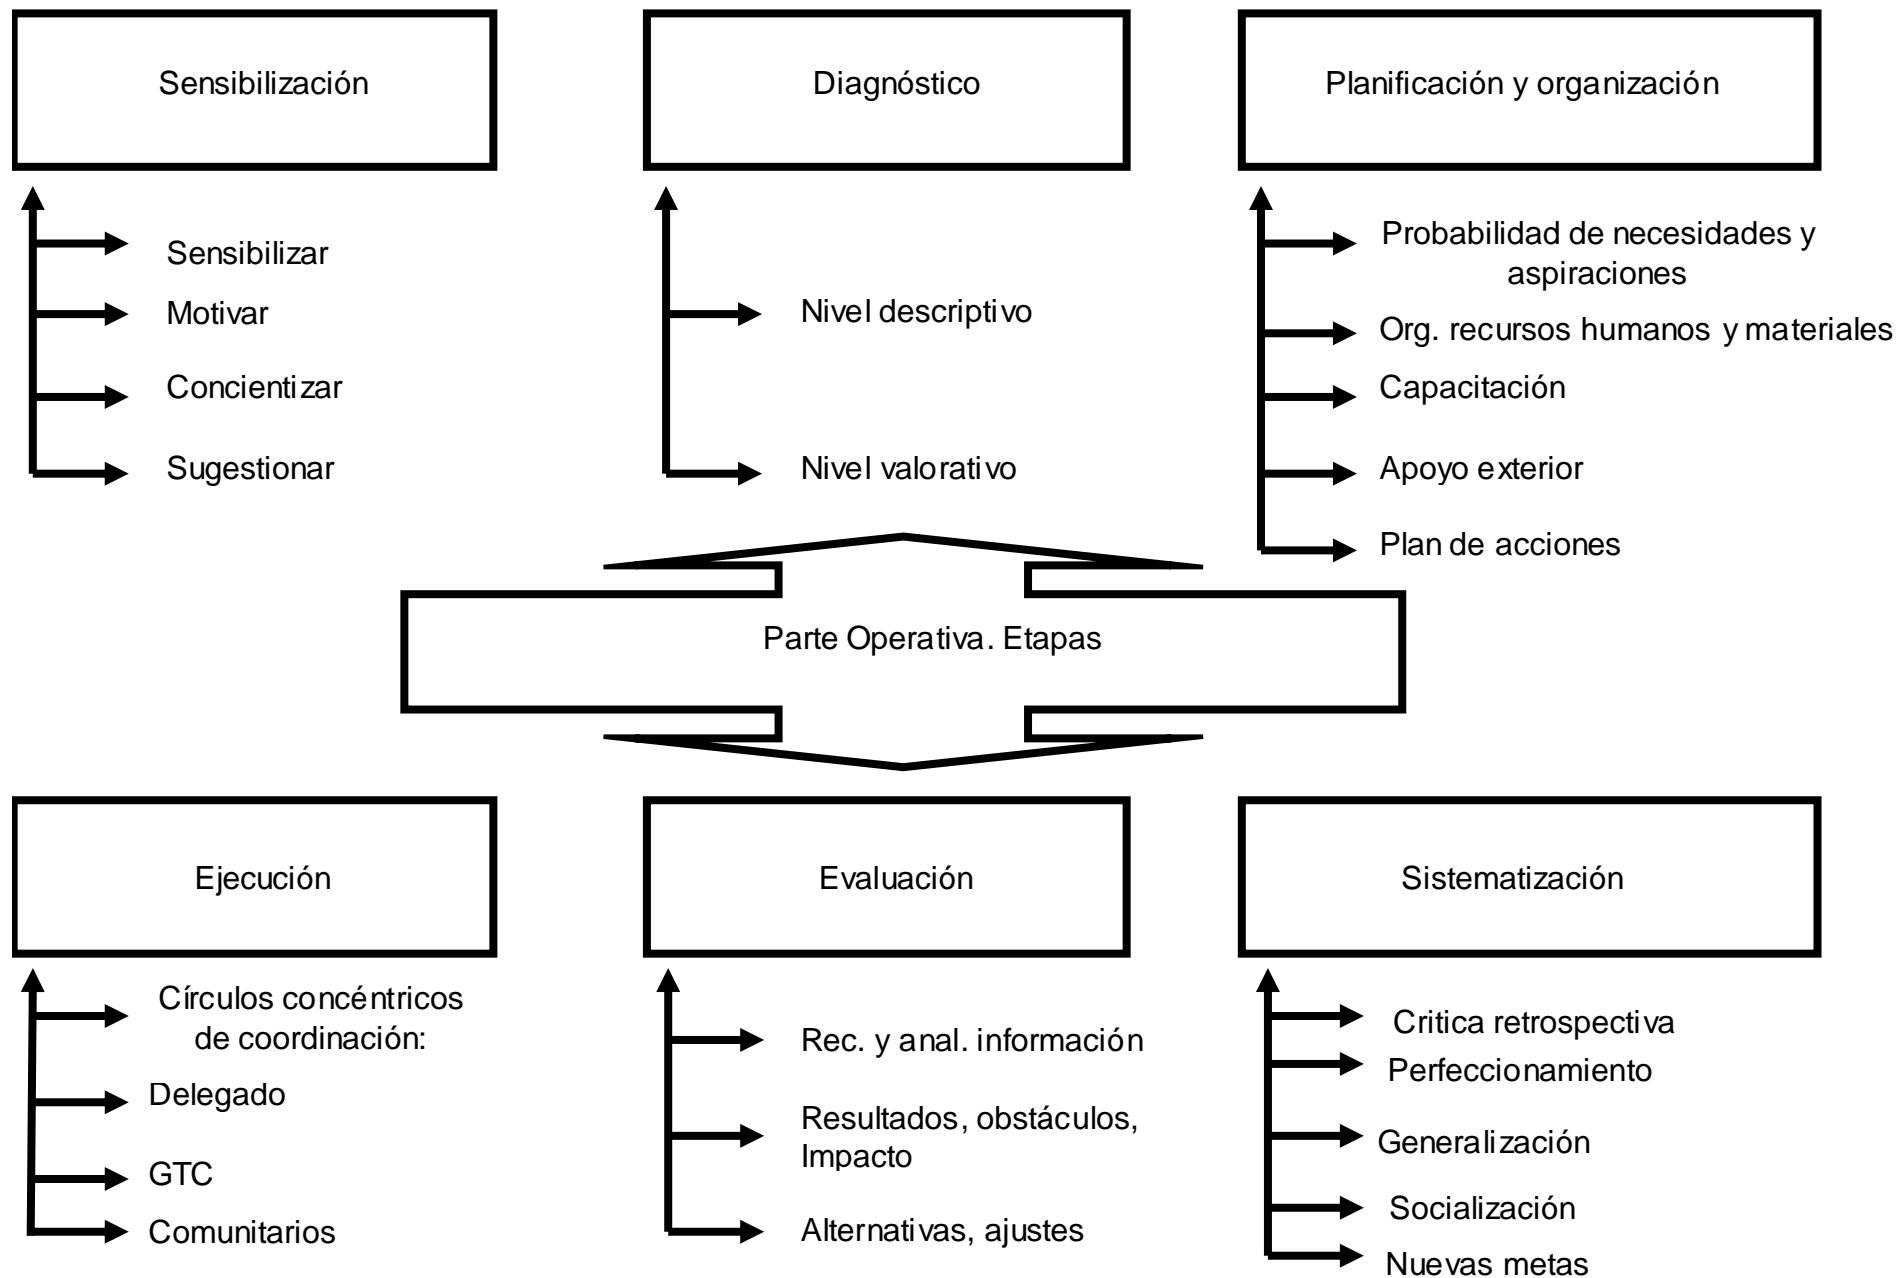 Sensibilización
Diagnóstico
Planificación y organización
Sensibilizar
Motivar
Concientizar
Sugestionar
Nivel descriptivo
Nivel valorativo
Probabilidad de necesidades y
aspiraciones
Org. recursos humanos y materiales
Capacitación
Apoyo exterior
Plan de acciones
Parte Operativa. Etapas
Ejecución
Evaluación
Sistematización
Círculos concéntricos
de coordinación:
Delegado
GTC
Comunitarios
Rec. y anal. información
Resultados, obstáculos,
Impacto
Alternativas, ajustes
Critica retrospectiva
Perfeccionamiento
Generalización
Socialización
Nuevas metas